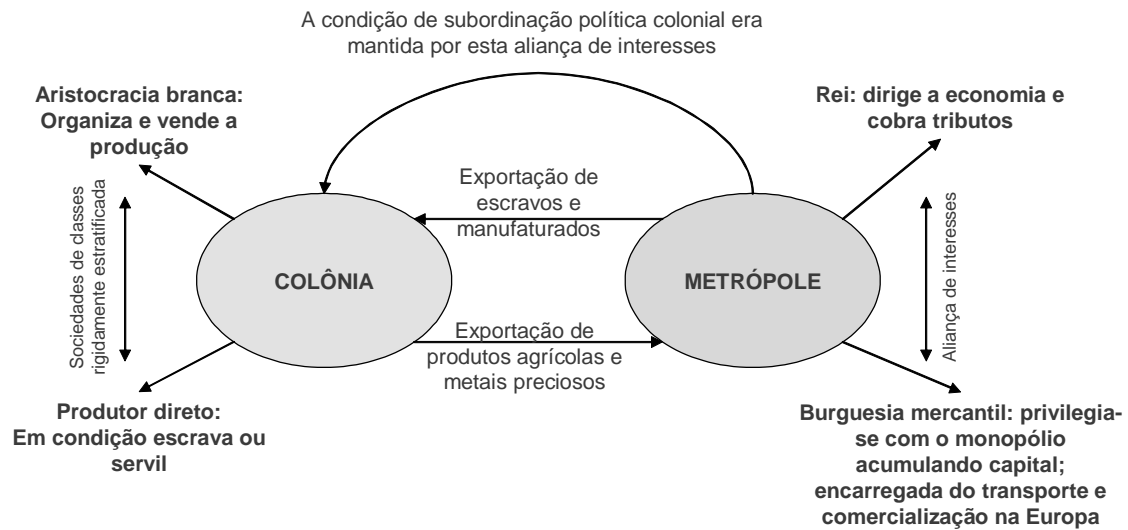 A condição de subordinação política colonial era
mantida por esta aliança de interesses
Aristocracia branca:
Organiza e vende a
produção
Rei: dirige a economia e
cobra tributos
Sociedades de classes
rigidamente estratificada
Exportação de
escravos e
manufaturados
COLÔNIA
METRÓPOLE
Aliança de interesses
Exportação de
produtos agrícolas e
metais preciosos
Produtor direto:
Em condição escrava ou
servil
Burguesia mercantil: privilegia-
se com o monopólio
acumulando capital;
encarregada do transporte e
comercialização na Europa